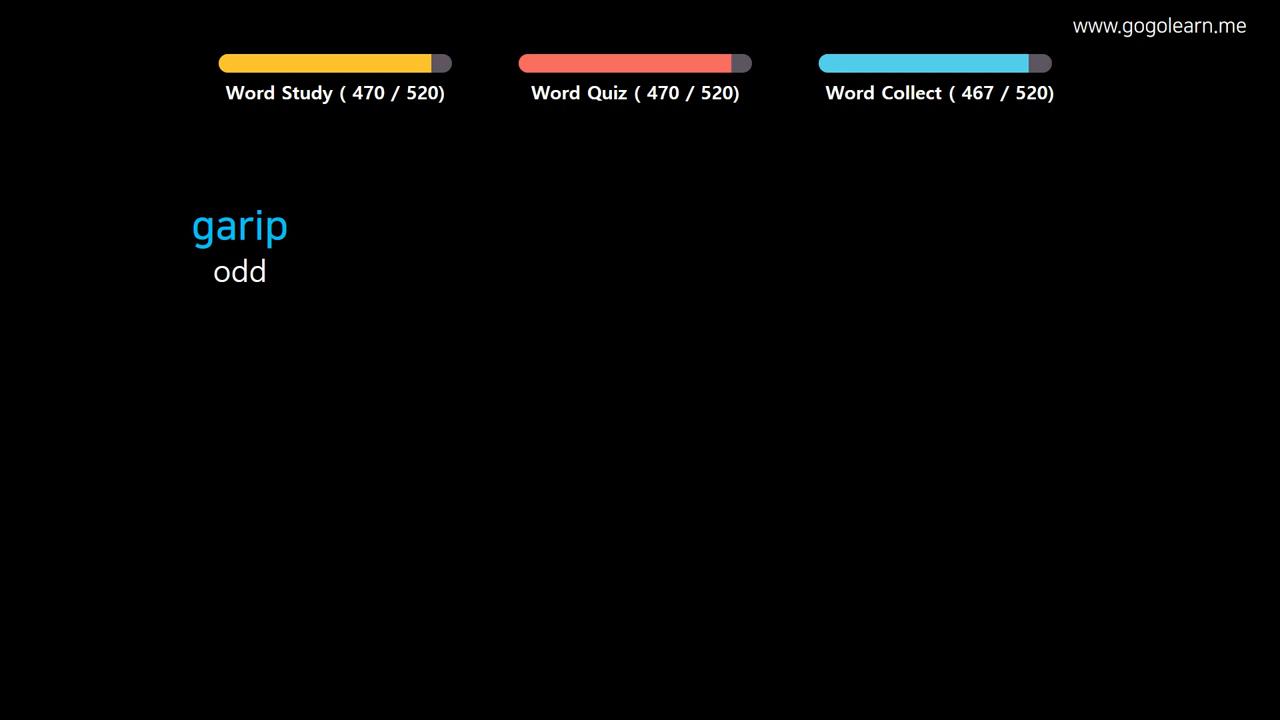 www.gogolearn.me
Word Study ( 470 / 520)
Word Quiz ( 470 / 520)
Word Collect ( 467 / 520)
garip
odd